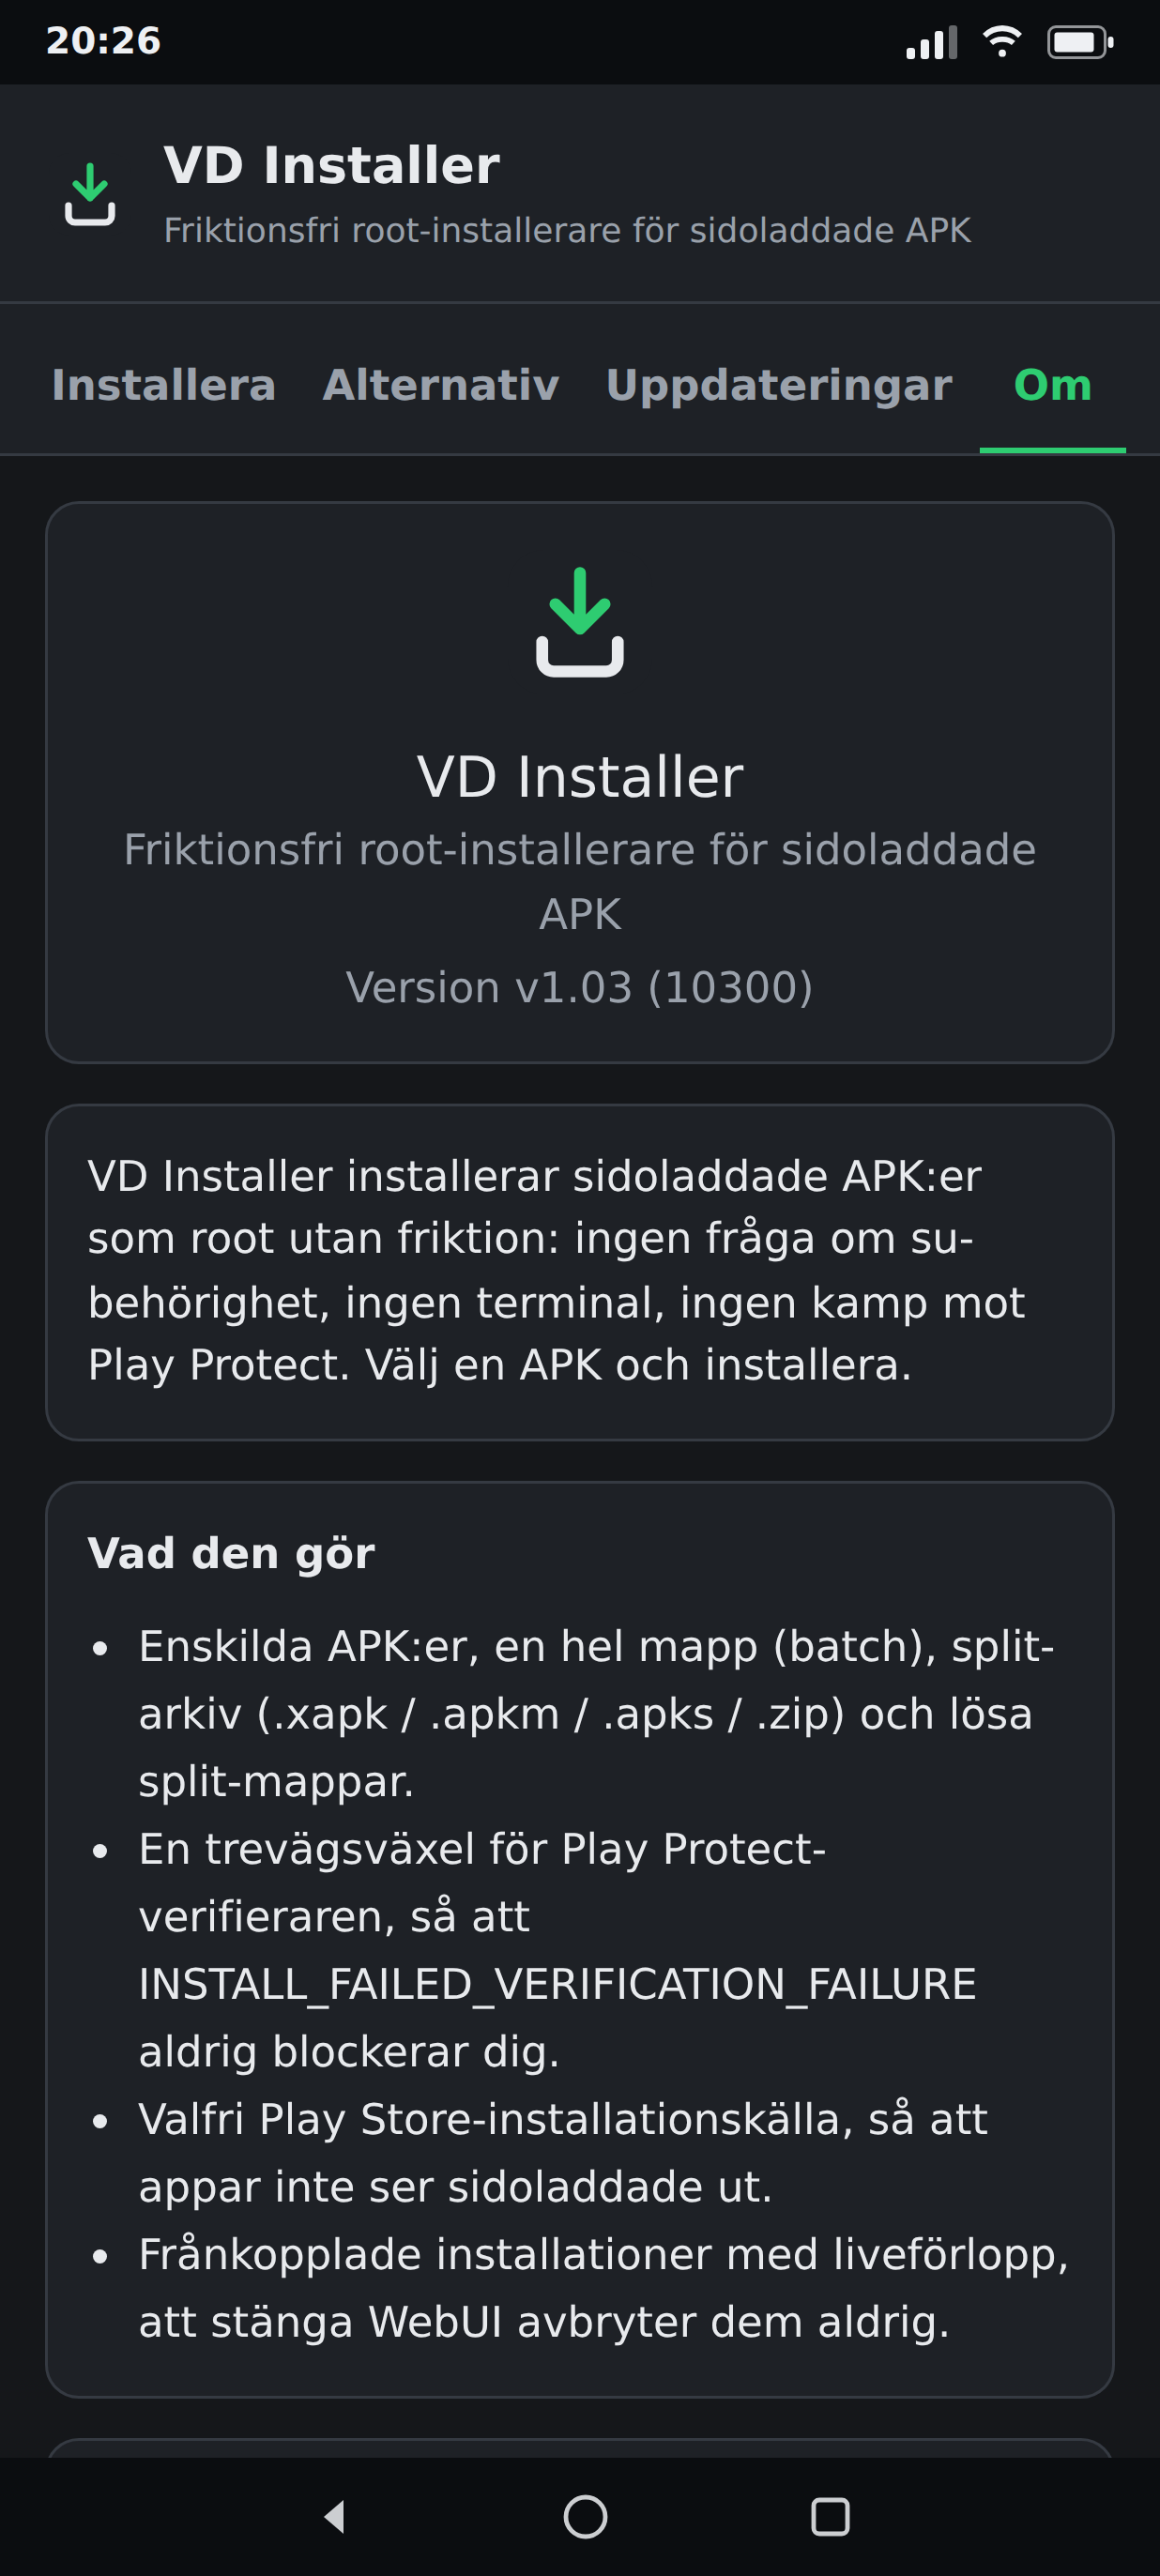 20:26
VD Installer
Friktionsfri root-installerare för sidoladdade APK
Installera Alternativ Uppdateringar Om
VD Installer
Friktionsfri root-installerare för sidoladdade
APK
Version v1.03 (10300)
VD Installer installerar sidoladdade APK:er
som root utan friktion: ingen fråga om su-
behörighet, ingen terminal, ingen kamp mot
Play Protect. Välj en APK och installera.
Vad den gör
• Enskilda APK:er, en hel mapp (batch), split-
arkiv (.xapk / .apkm / .apks / .zip) och lösa
split-mappar.
• En trevägsväxel för Play Protect-
verifieraren, så att
INSTALL_FAILED_VERIFICATION_FAILURE
aldrig blockerar dig.
• Valfri Play Store-installationskälla, så att
appar inte ser sidoladdade ut.
• Frånkopplade installationer med liveförlopp,
att stänga WebUI avbryter dem aldrig.